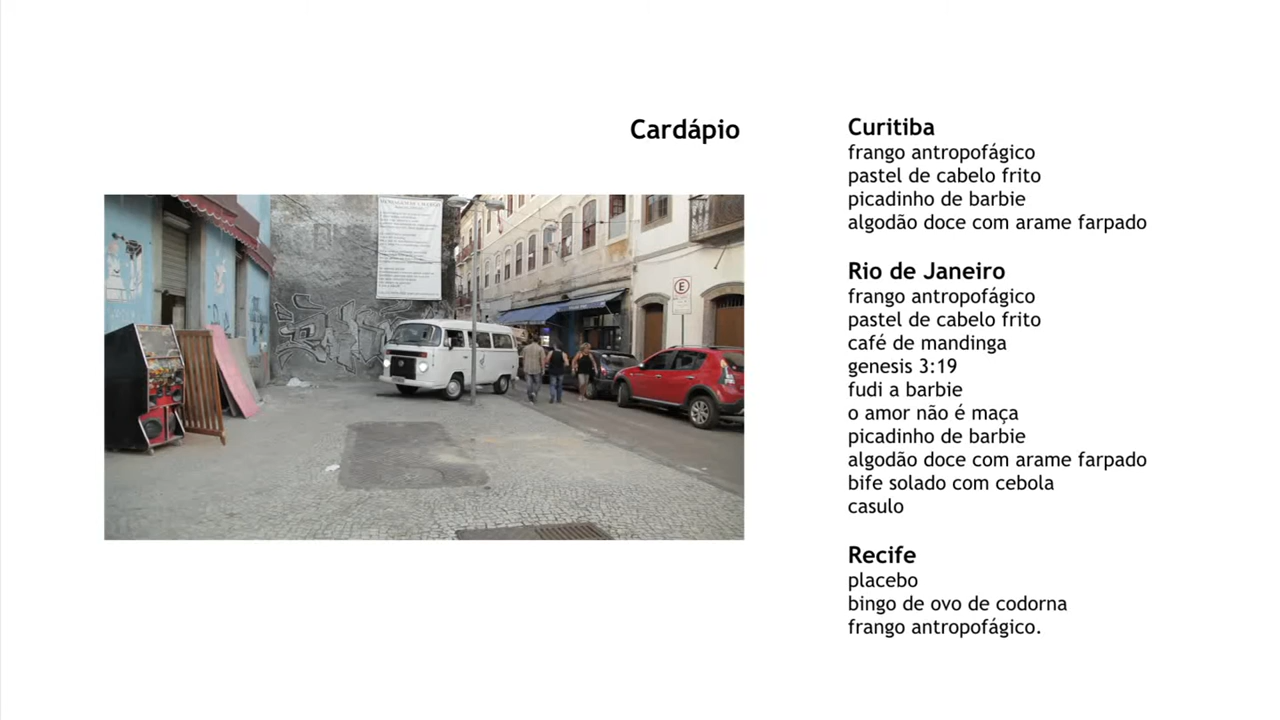 Cardápio
Curitiba
frango antropofágico
pastel de cabelo frito
picadinho de barbie
algodão doce com arame farpado
Rio de Janeiro
frango antropofágico
pastel de cabelo frito
café de mandinga
genesis 3:19
fudi a barbie
o amor não é maça
picadinho de barbie
algodão doce com arame farpado
bife solado com cebola
casulo
Recife
placebo
bingo de ovo de codorna
frango antropofágico.
E